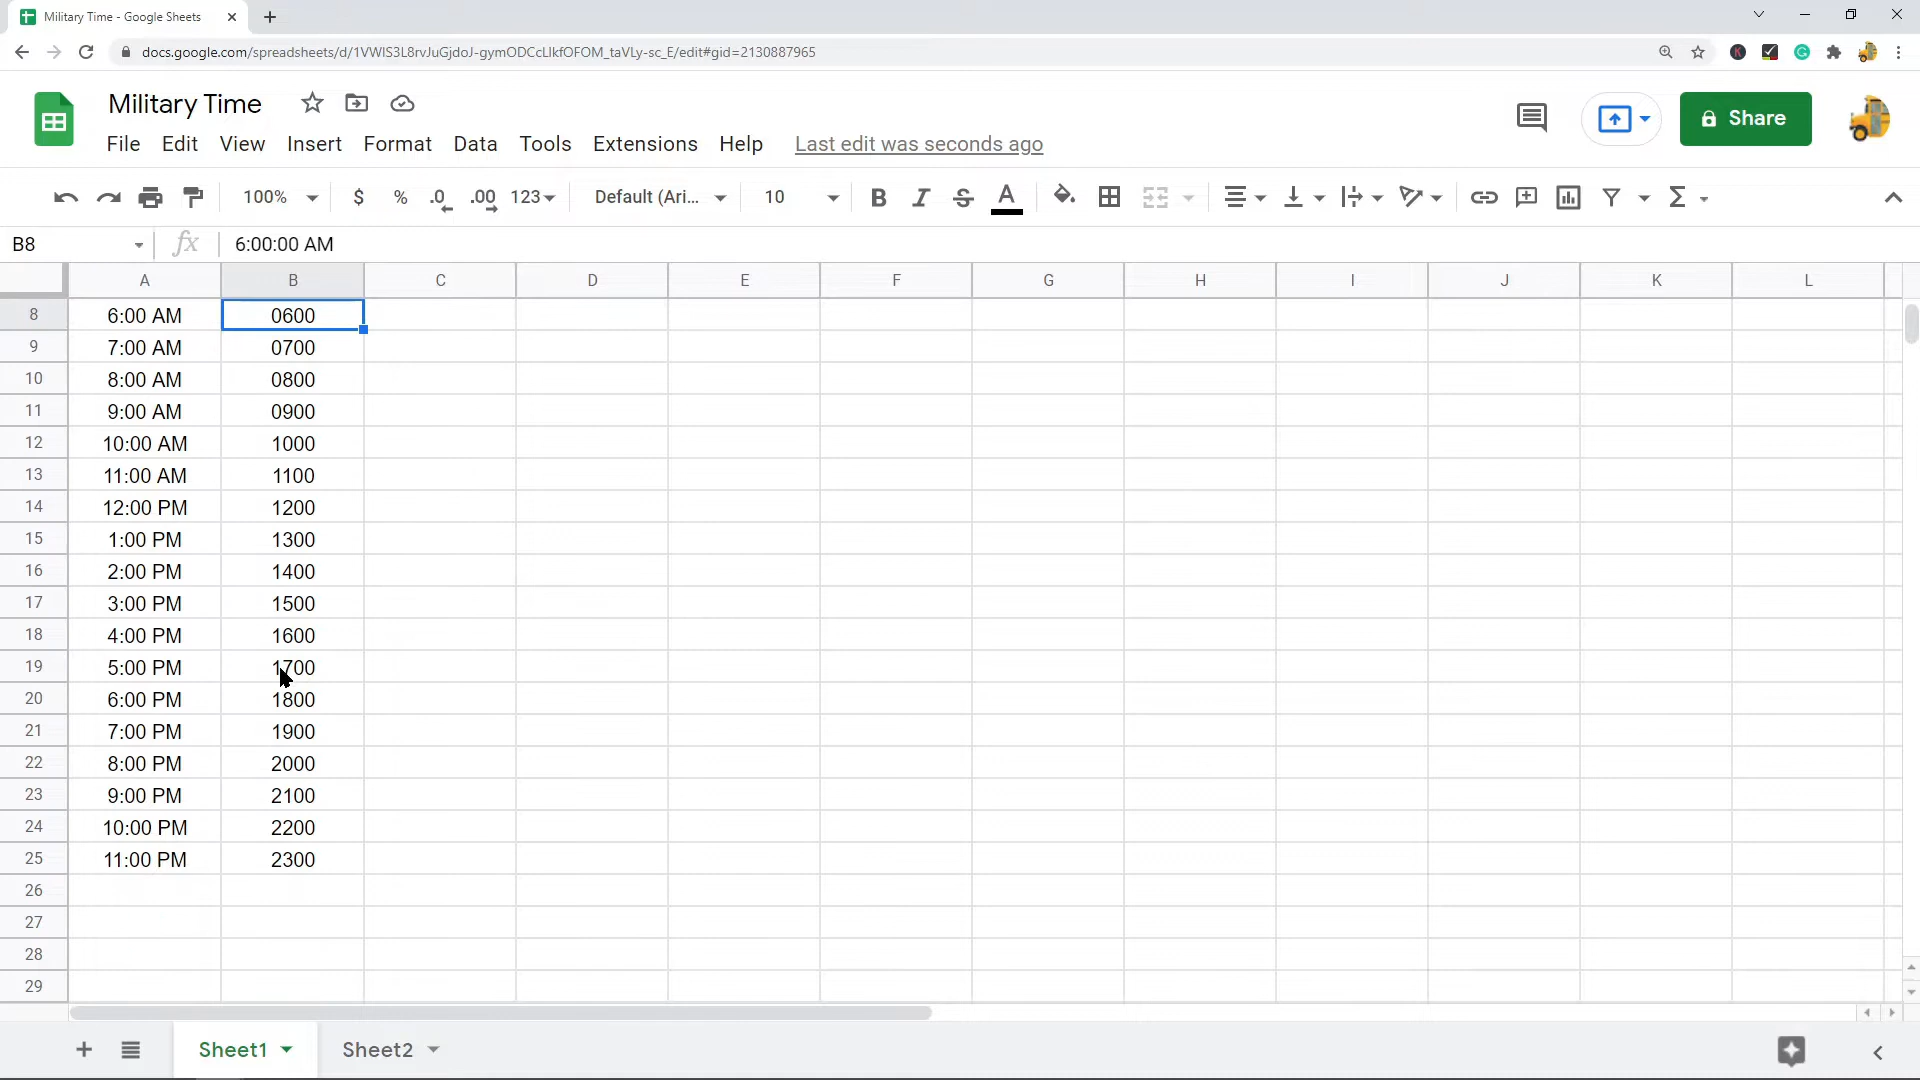 Military Time - Google Sheets
docs.google.com/spreadsheets/d/1VWIS3L8rvJuGjdoJ-gymODCcLIkfOFOM_taVLy-sc_E/edit#gid=2130887965
Military Time
Share
File Edit View Insert Format Data Tools Extensions Help Last edit was seconds ago
100% $ % .0 .00 123 Default (Ari... 10 B I S A Σ
B8 fx 6:00:00 AM
A B C D E F G H I J K L
8 6:00 AM 0600
9 7:00 AM 0700
10 8:00 AM 0800
11 9:00 AM 0900
12 10:00 AM 1000
13 11:00 AM 1100
14 12:00 PM 1200
15 1:00 PM 1300
16 2:00 PM 1400
17 3:00 PM 1500
18 4:00 PM 1600
19 5:00 PM 1700
20 6:00 PM 1800
21 7:00 PM 1900
22 8:00 PM 2000
23 9:00 PM 2100
24 10:00 PM 2200
25 11:00 PM 2300
26
27
28
29
Sheet1 Sheet2